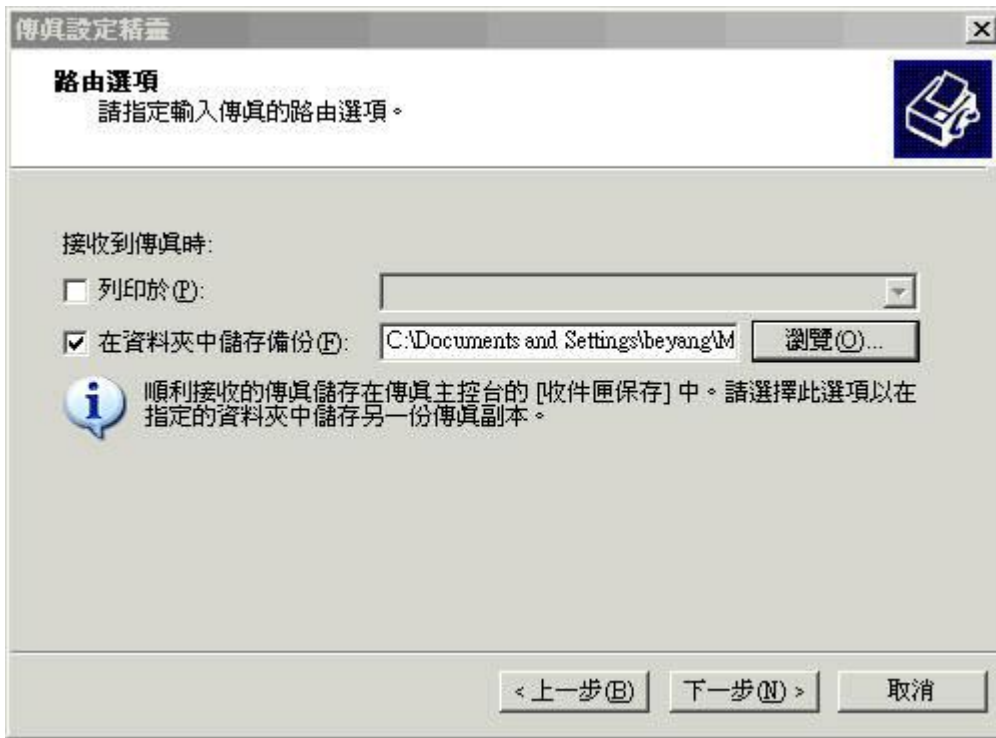 傳真設定精靈
路由選項
請指定輸入傳真的路由選項。
接收到傳真時:
列印於(P):
在資料夾中儲存備份(F): C:\Documents and Settings\beyang\M 瀏覽(O)...
順利接收的傳真儲存在傳真主控台的 [收件匣保存] 中。請選擇此選項以在
指定的資料夾中儲存另一份傳真副本。
< 上一步(B) 下一步(N) > 取消